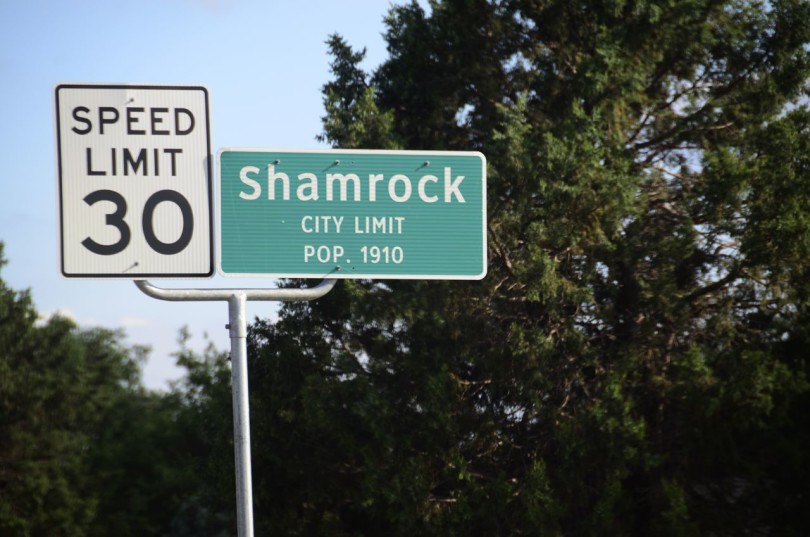 SPEED
LIMIT
30
Shamrock
CITY LIMIT
POP. 1910